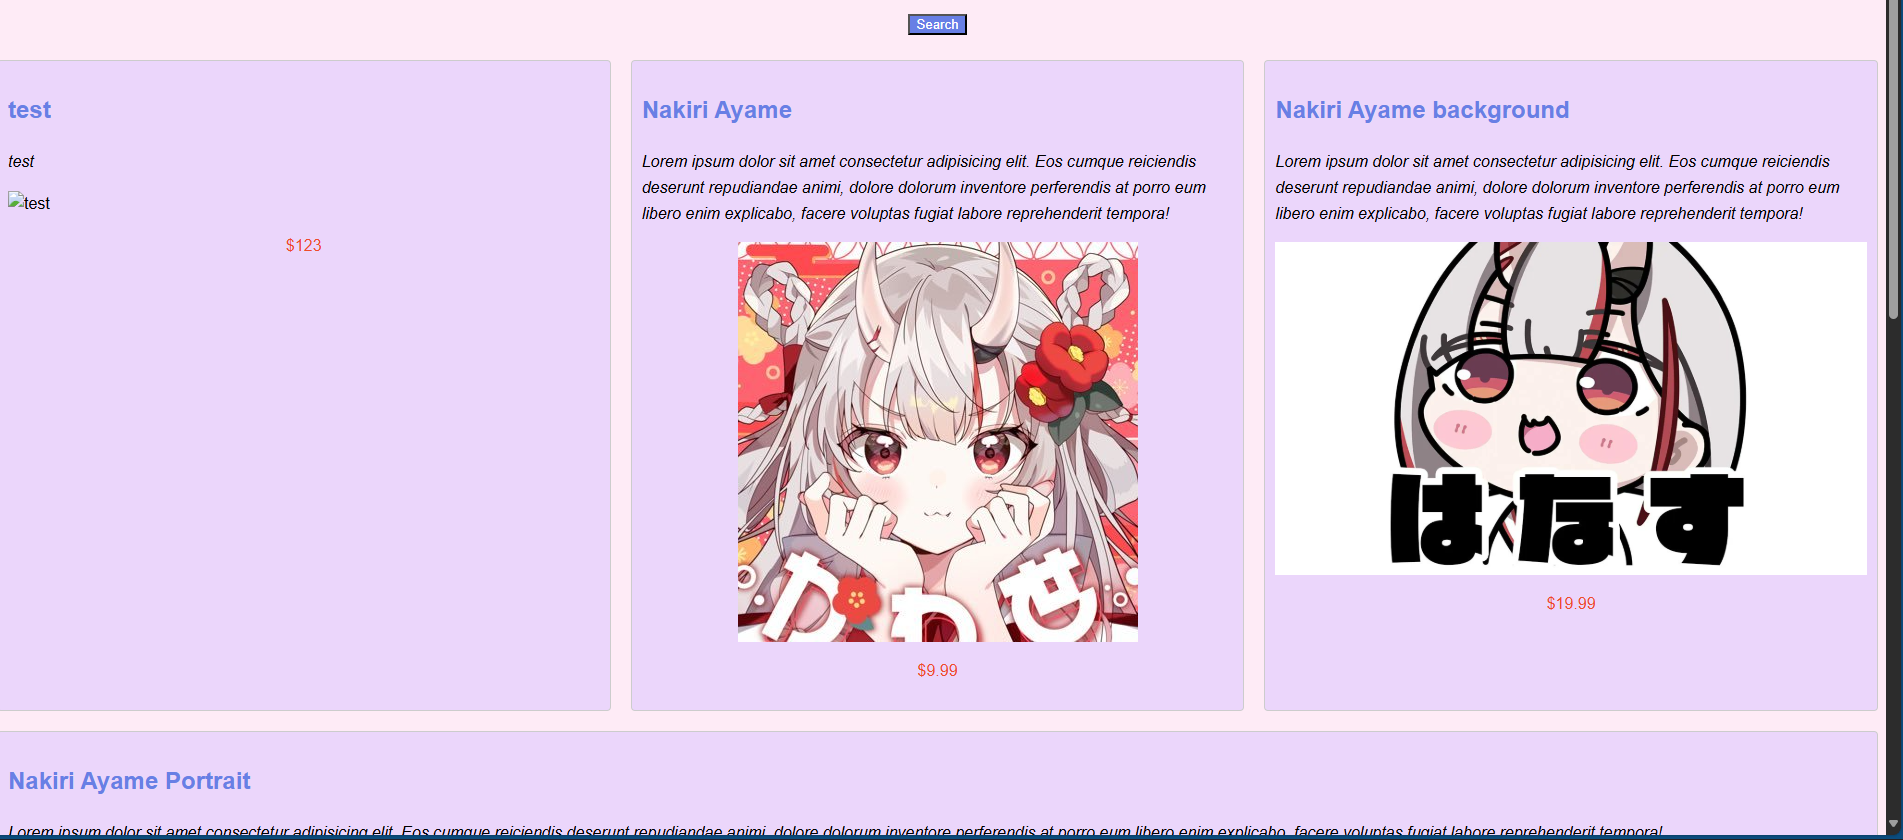 Search
test
test
test
$123
Nakiri Ayame
Lorem ipsum dolor sit amet consectetur adipisicing elit. Eos cumque reiciendis
deserunt repudiandae animi, dolore dolorum inventore perferendis at porro eum
libero enim explicabo, facere voluptas fugiat labore reprehenderit tempora!
かわせ
$9.99
Nakiri Ayame background
Lorem ipsum dolor sit amet consectetur adipisicing elit. Eos cumque reiciendis
deserunt repudiandae animi, dolore dolorum inventore perferendis at porro eum
libero enim explicabo, facere voluptas fugiat labore reprehenderit tempora!
はなす
$19.99
Nakiri Ayame Portrait
Lorem ipsum dolor sit amet consectetur adipisicing elit. Eos cumque reiciendis deserunt repudiandae animi, dolore dolorum inventore perferendis at porro eum libero enim explicabo, facere voluptas fugiat labore reprehenderit tempora!